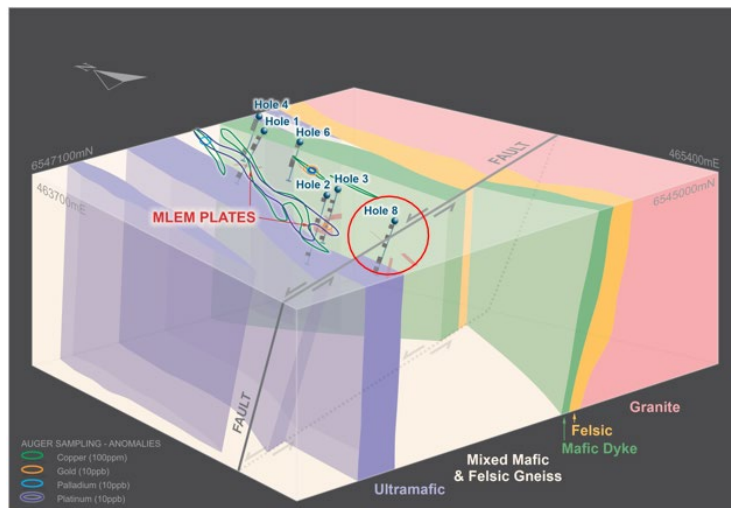 Hole 4
Hole 1
Hole 6
Hole 3
Hole 2
Hole 8
6547100mN
463700mE
465400mE
6545000mN
FAULT
MLEM PLATES
FAULT
Granite
Felsic
Mafic Dyke
Mixed Mafic
& Felsic Gneiss
Ultramafic
AUGER SAMPLING - ANOMALIES
Copper (100ppm)
Gold (10ppb)
Palladium (10ppb)
Platinum (10ppb)